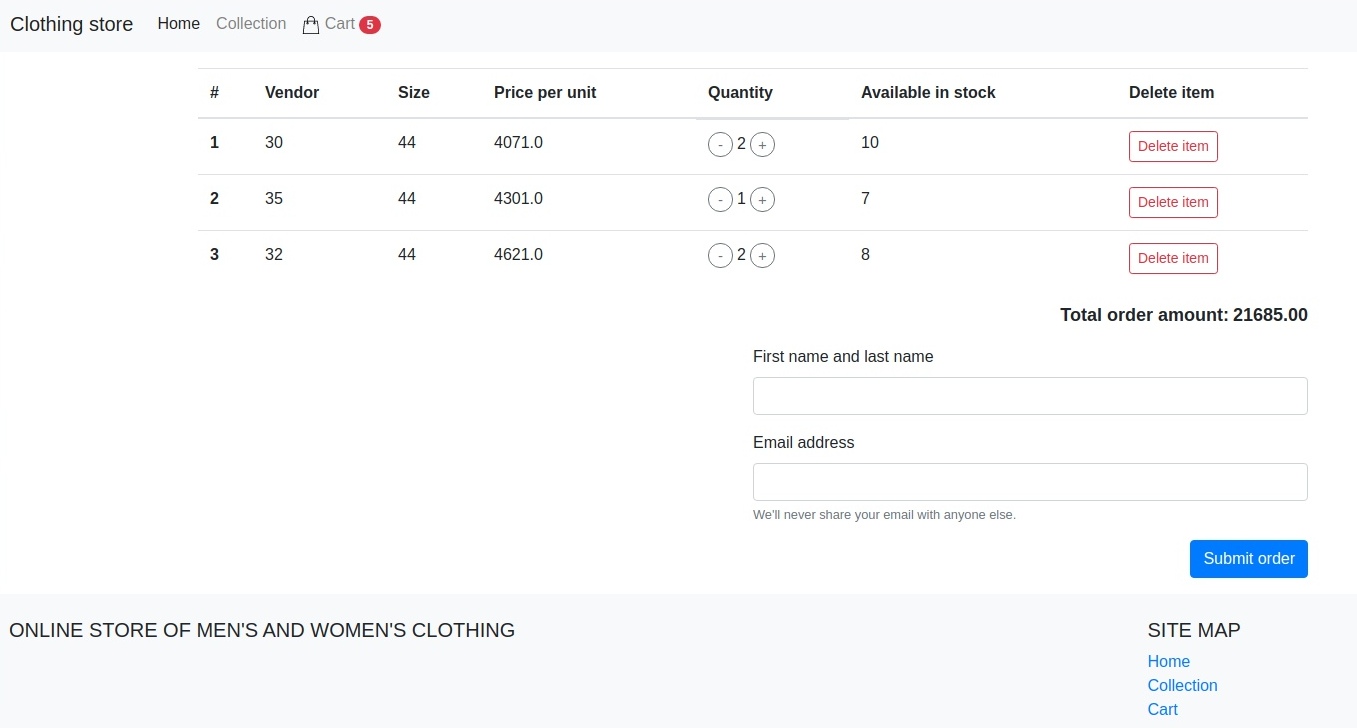 Clothing store Home Collection Cart 5
# Vendor Size Price per unit Quantity Available in stock Delete item
1 30 44 4071.0 - 2 + 10 Delete item
2 35 44 4301.0 - 1 + 7 Delete item
3 32 44 4621.0 - 2 + 8 Delete item
Total order amount: 21685.00
First name and last name
Email address
We'll never share your email with anyone else.
Submit order
ONLINE STORE OF MEN'S AND WOMEN'S CLOTHING
SITE MAP
Home
Collection
Cart